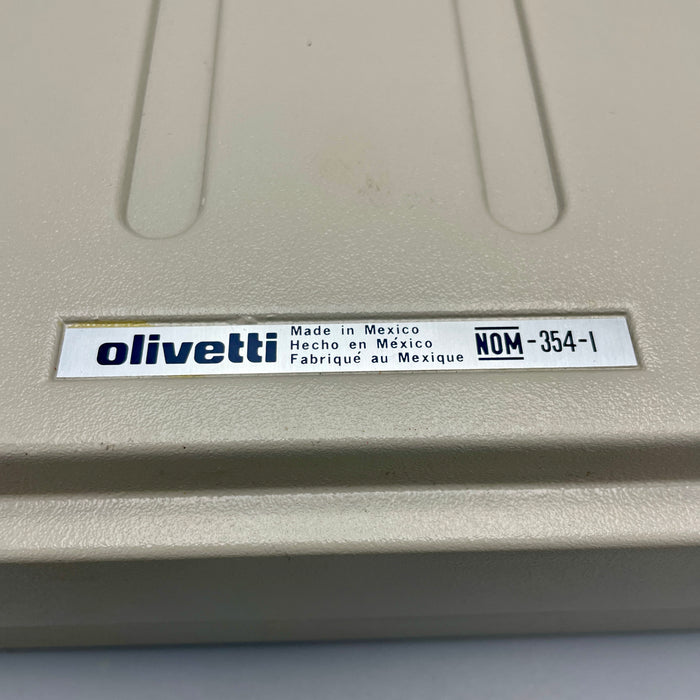 olivetti
Made in Mexico
Hecho en México
Fabriqué au Mexique
NOM-354-I